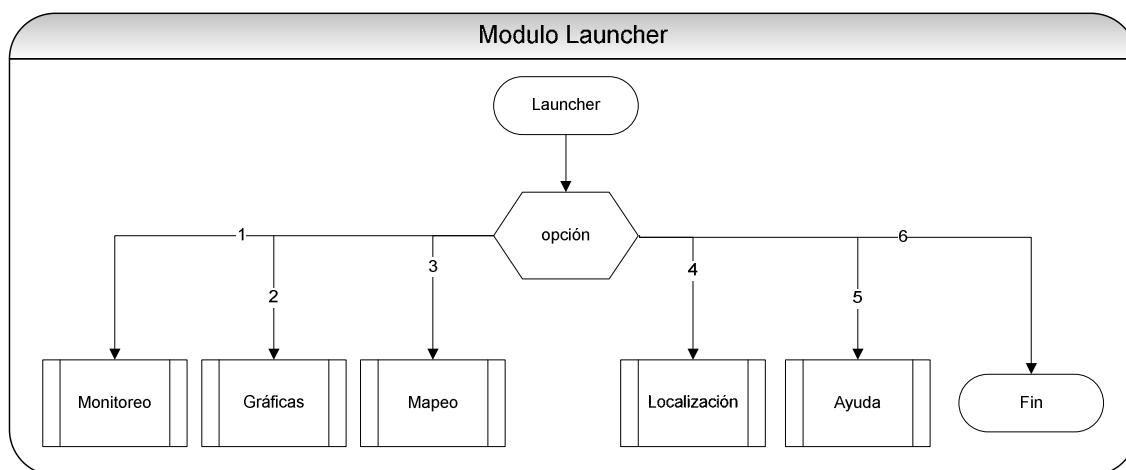 Modulo Launcher
Launcher
opción
1
2
3
4
5
6
Monitoreo
Gráficas
Mapeo
Localización
Ayuda
Fin